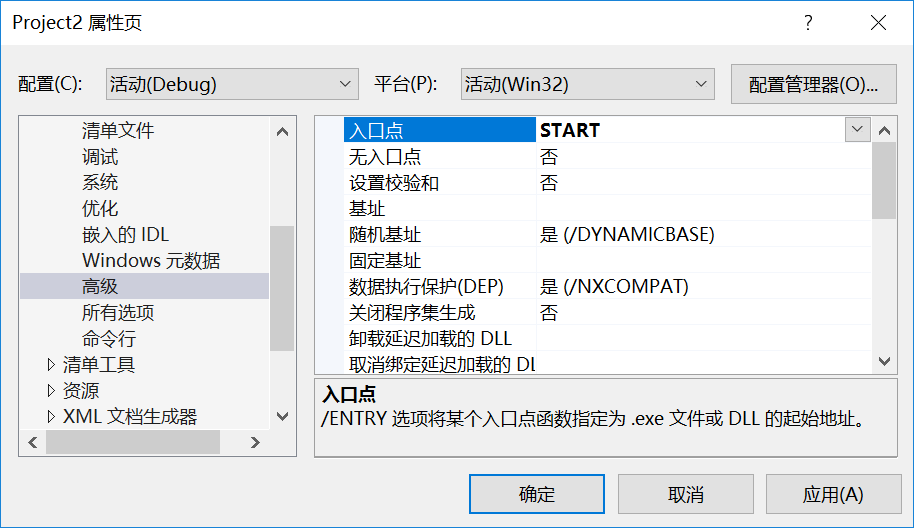 Project2 属性页
配置(C): 活动(Debug) 平台(P): 活动(Win32) 配置管理器(O)...
清单文件
调试
系统
优化
嵌入的 IDL
Windows 元数据
高级
所有选项
命令行
清单工具
资源
XML 文档生成器
入口点 START
无入口点 否
设置校验和 否
基址
随机基址 是 (/DYNAMICBASE)
固定基址
数据执行保护(DEP) 是 (/NXCOMPAT)
关闭程序集生成 否
卸载延迟加载的 DLL
取消绑定延迟加载的 DL
入口点
/ENTRY 选项将某个入口点函数指定为 .exe 文件或 DLL 的起始地址。
确定 取消 应用(A)